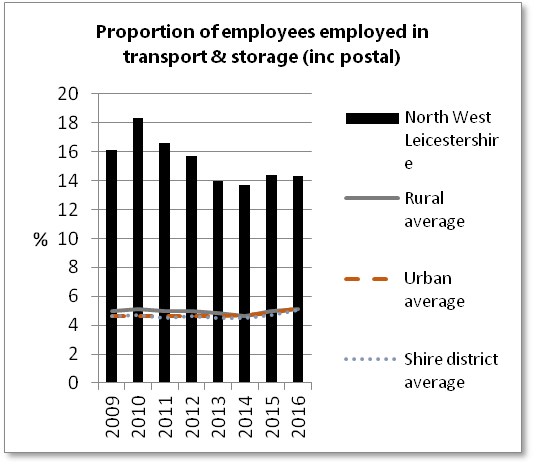 Proportion of employees employed in
transport & storage (inc postal)
20
18
16
14
12
10
8
6
4
2
0
%
2009
2010
2011
2012
2013
2014
2015
2016
North West
Leicestershir
e
Rural
average
Urban
average
Shire district
average